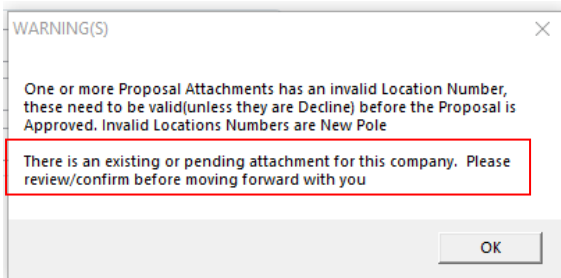 WARNING(S)
One or more Proposal Attachments has an invalid Location Number,
these need to be valid(unless they are Decline) before the Proposal is
Approved. Invalid Locations Numbers are New Pole
There is an existing or pending attachment for this company.  Please
review/confirm before moving forward with you
OK